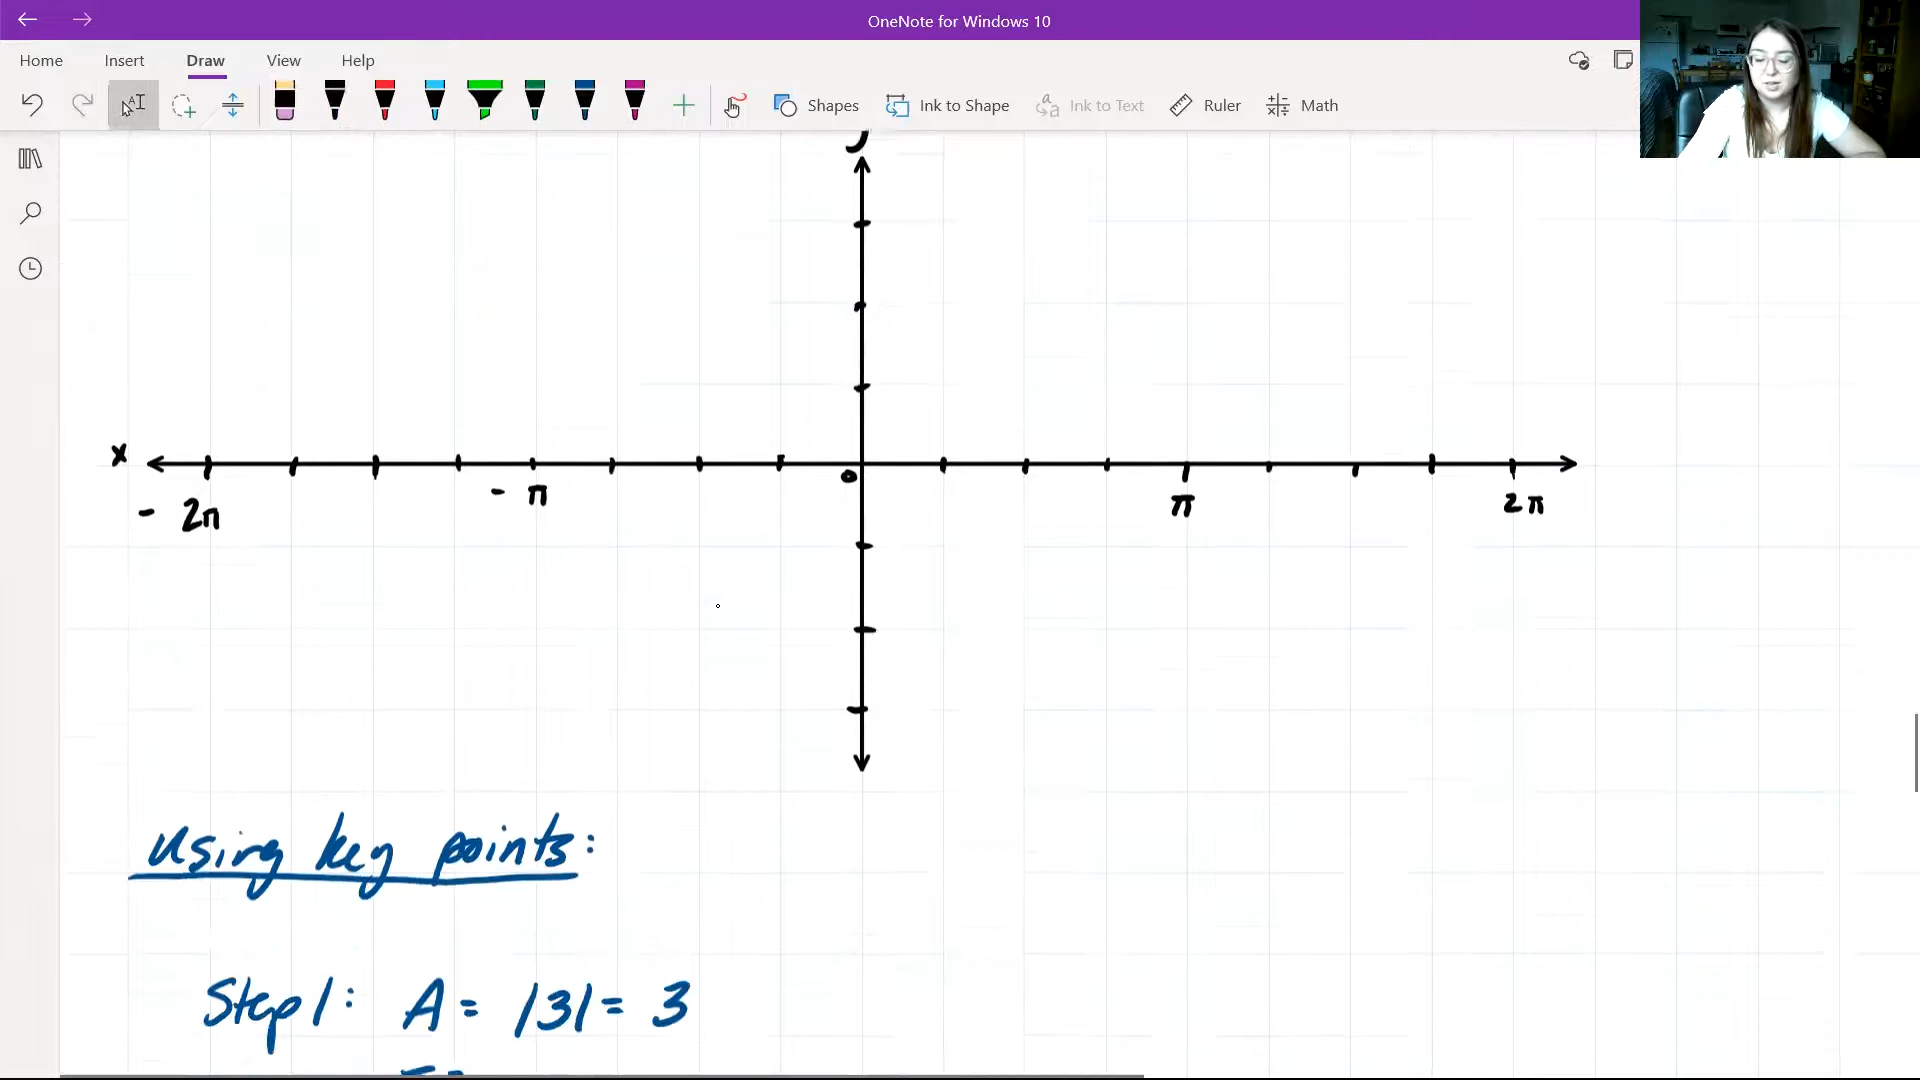 OneNote for Windows 10
Home Insert Draw View Help
Shapes Ink to Shape Ink to Text Ruler Math
x
0
- 2π - π π 2π
Using key points:
Step 1: A = |3| = 3